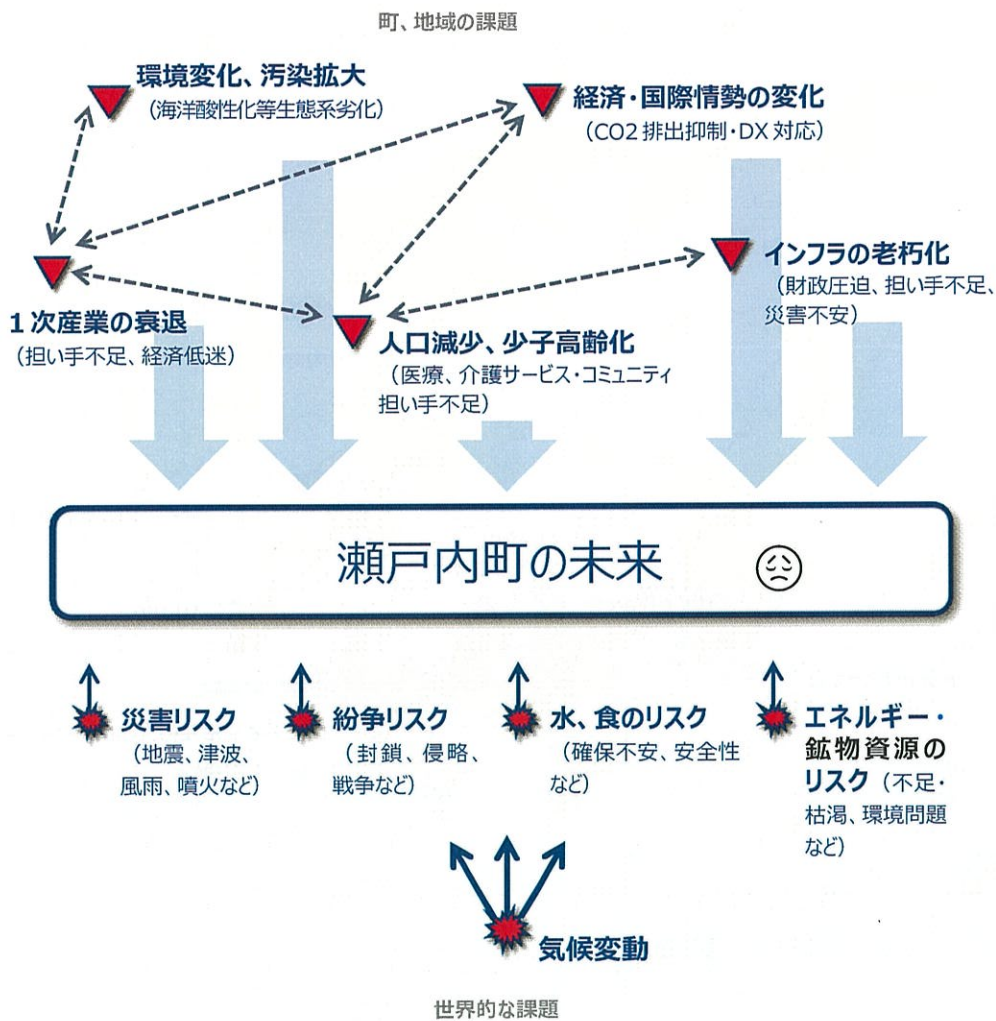 町、地域の課題
環境変化、汚染拡大
（海洋酸性化等生態系劣化）
経済・国際情勢の変化
（CO2 排出抑制・DX 対応）
インフラの老朽化
（財政圧迫、担い手不足、
災害不安）
１次産業の衰退
（担い手不足、経済低迷）
人口減少、少子高齢化
（医療、介護サービス・コミュニティ
担い手不足）
瀬戸内町の未来
災害リスク
（地震、津波、
風雨、噴火など）
紛争リスク
（封鎖、侵略、
戦争など）
水、食のリスク
（確保不安、安全性
など）
エネルギー・
鉱物資源の
リスク（不足・
枯渇、環境問題
など）
気候変動
世界的な課題